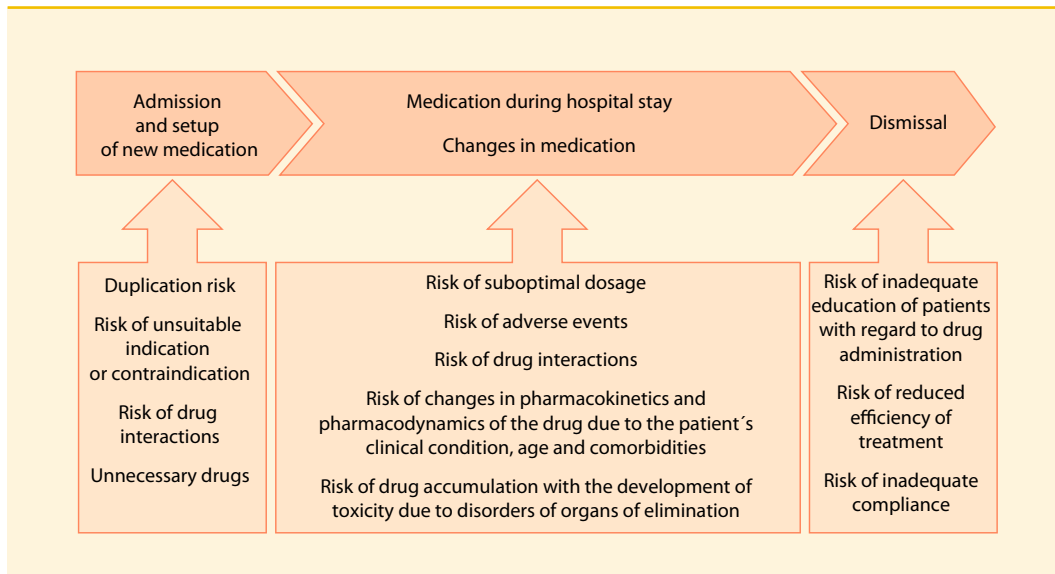 Admission
and setup
of new medication
Medication during hospital stay
Changes in medication
Dismissal
Duplication risk
Risk of unsuitable
indication
or contraindication
Risk of drug
interactions
Unnecessary drugs
Risk of suboptimal dosage
Risk of adverse events
Risk of drug interactions
Risk of changes in pharmacokinetics and
pharmacodynamics of the drug due to the patient´s
clinical condition, age and comorbidities
Risk of drug accumulation with the development of
toxicity due to disorders of organs of elimination
Risk of inadequate
education of patients
with regard to drug
administration
Risk of reduced
efficiency of
treatment
Risk of inadequate
compliance